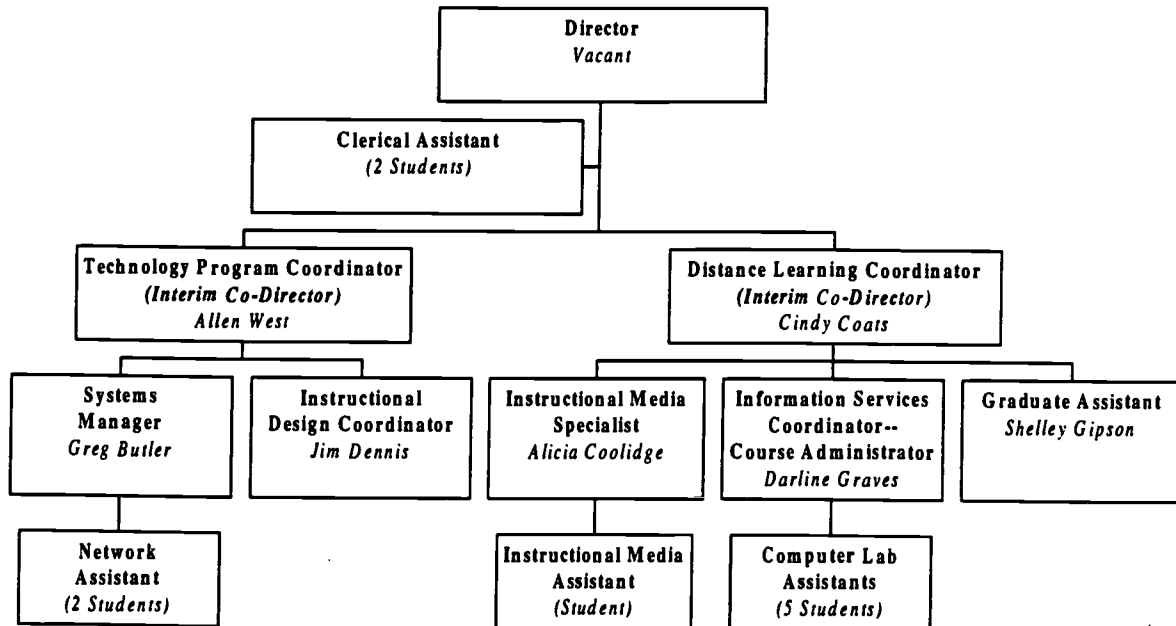 Director
Vacant
Clerical Assistant
(2 Students)
Technology Program Coordinator
(Interim Co-Director)
Allen West
Distance Learning Coordinator
(Interim Co-Director)
Cindy Coats
Systems
Manager
Greg Butler
Instructional
Design Coordinator
Jim Dennis
Instructional Media
Specialist
Alicia Coolidge
Information Services
Coordinator--
Course Administrator
Darline Graves
Graduate Assistant
Shelley Gipson
Network
Assistant
(2 Students)
Instructional Media
Assistant
(Student)
Computer Lab
Assistants
(5 Students)